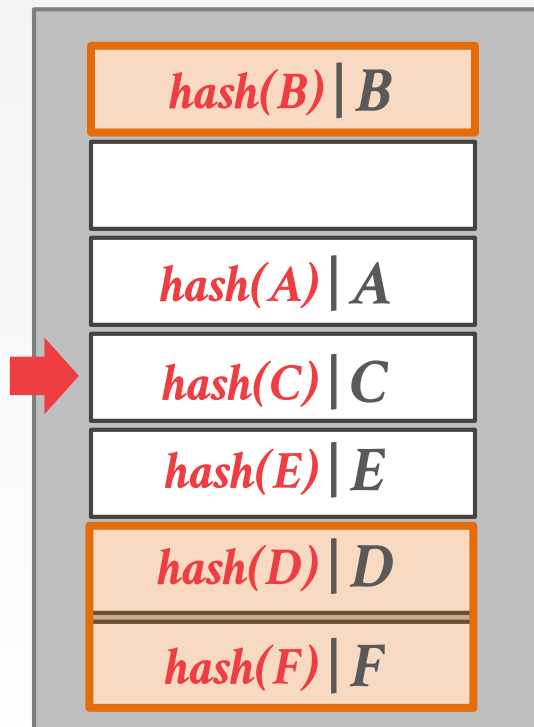 hash(B) | B
hash(A) | A
hash(C) | C
hash(E) | E
hash(D) | D
hash(F) | F